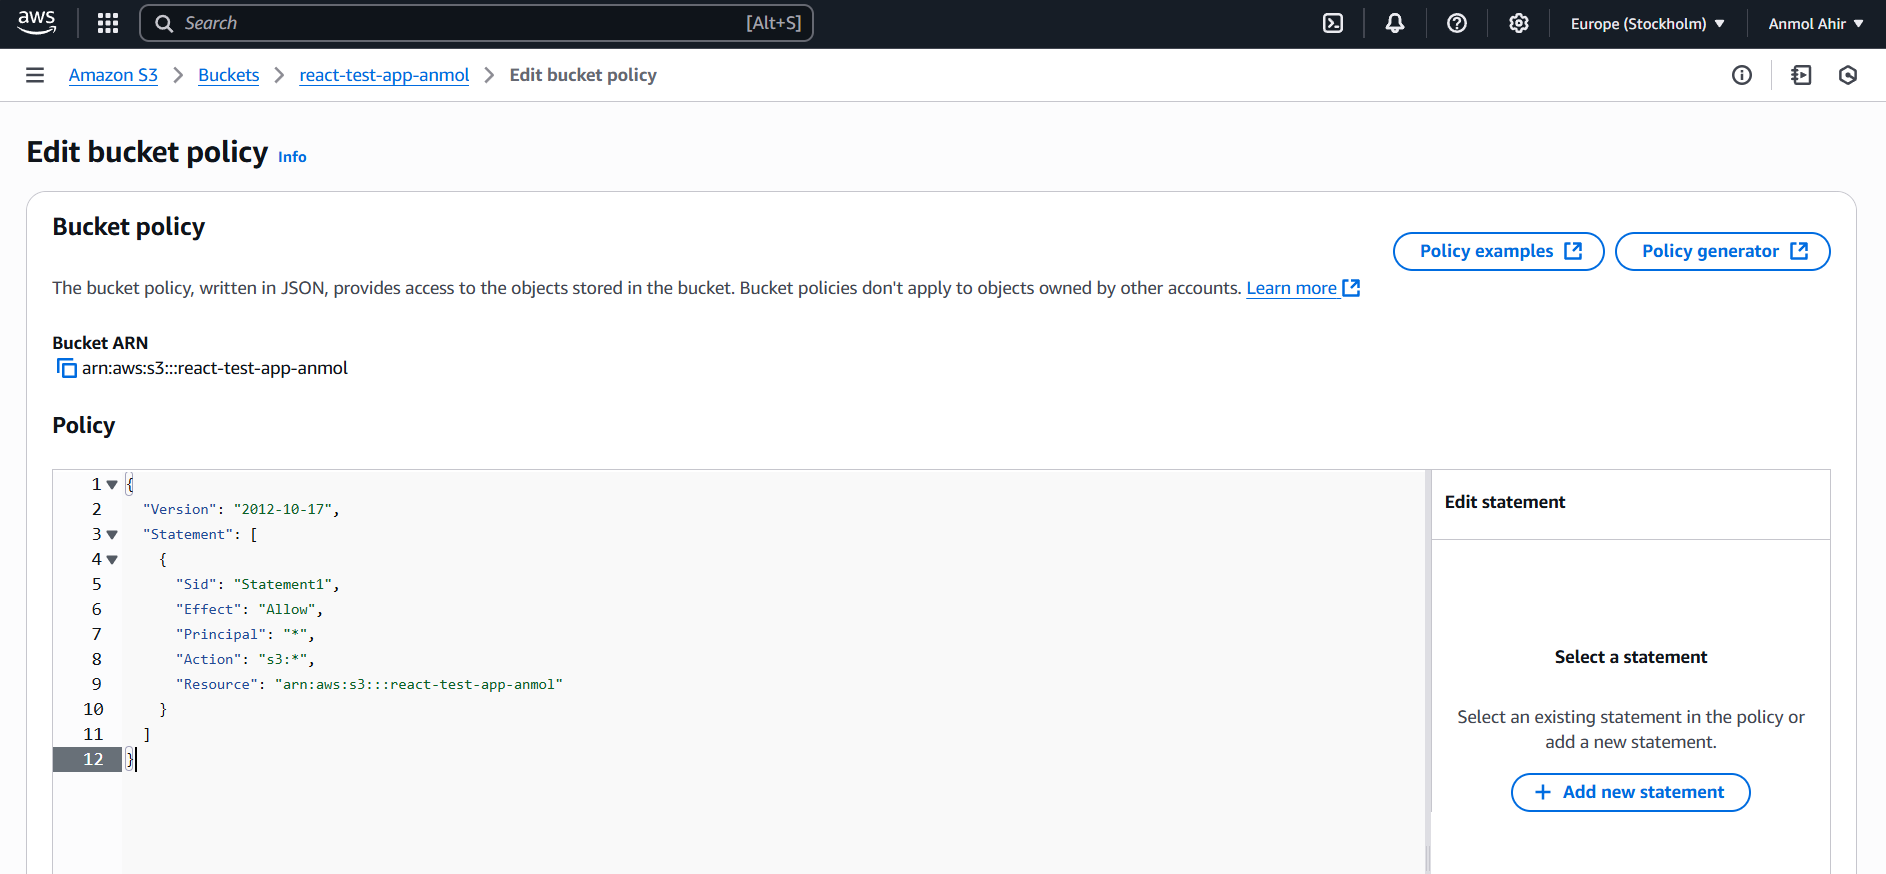 aws
Search [Alt+S]
Europe (Stockholm)
Anmol Ahir
Amazon S3 > Buckets > react-test-app-anmol > Edit bucket policy
Edit bucket policy Info
Bucket policy
Policy examples
Policy generator
The bucket policy, written in JSON, provides access to the objects stored in the bucket. Bucket policies don't apply to objects owned by other accounts. Learn more
Bucket ARN
arn:aws:s3:::react-test-app-anmol
Policy
1 {
2 "Version": "2012-10-17",
3 "Statement": [
4 {
5 "Sid": "Statement1",
6 "Effect": "Allow",
7 "Principal": "*",
8 "Action": "s3:*",
9 "Resource": "arn:aws:s3:::react-test-app-anmol"
10 }
11 ]
12 }
Edit statement
Select a statement
Select an existing statement in the policy or
add a new statement.
+ Add new statement